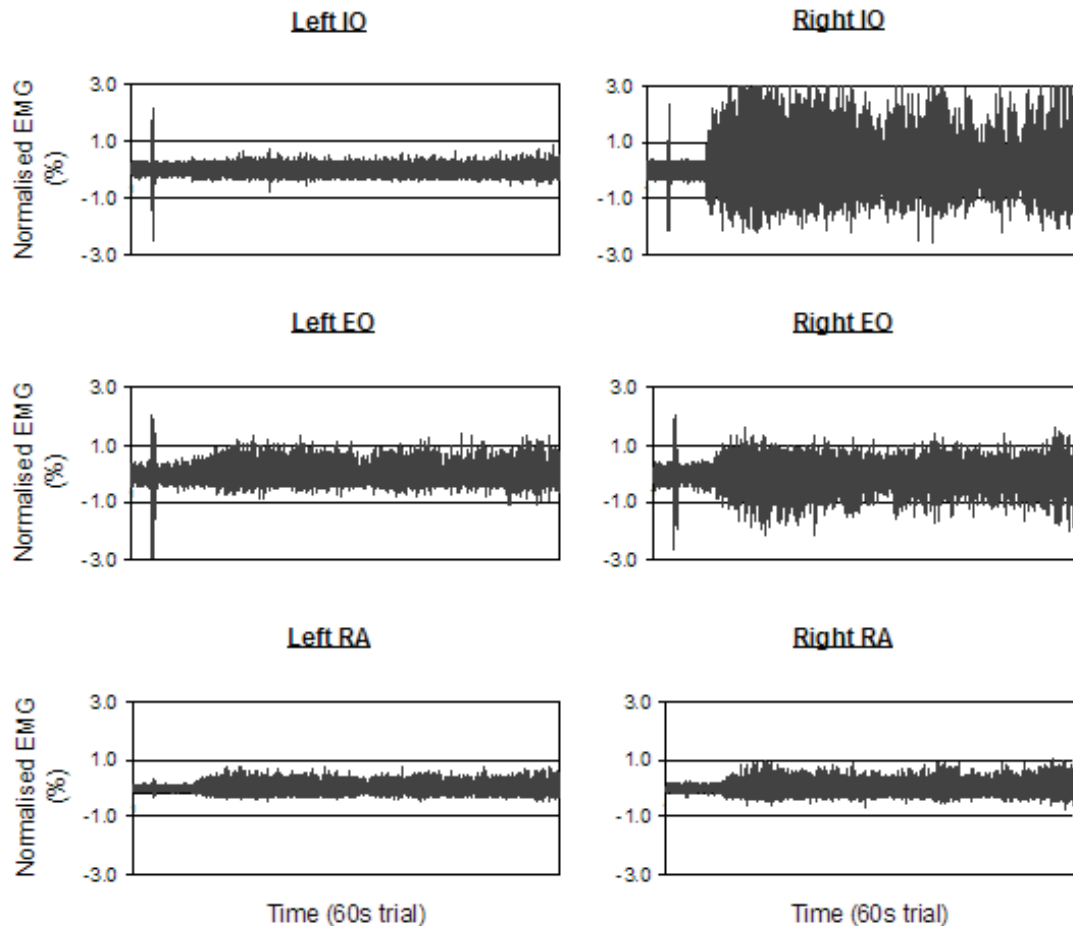 Left IO
Right IO
Normalised EMG
(%)
3.0
1.0
-1.0
-3.0
3.0
1.0
-1.0
-3.0
Left EO
Right EO
Normalised EMG
(%)
3.0
1.0
-1.0
-3.0
3.0
1.0
-1.0
-3.0
Left RA
Right RA
Normalised EMG
(%)
3.0
1.0
-1.0
-3.0
3.0
1.0
-1.0
-3.0
Time (60s trial)
Time (60s trial)